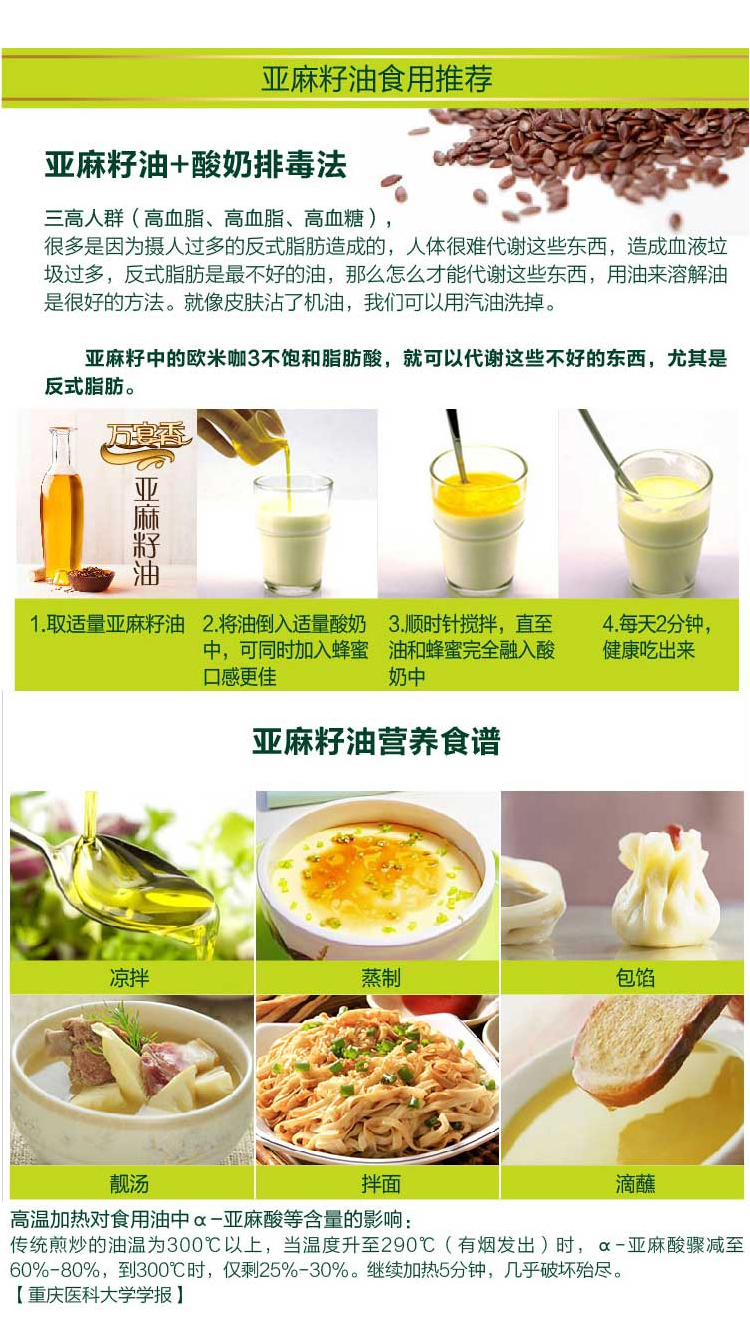 亚麻籽油食用推荐
亚麻籽油+酸奶排毒法
三高人群（高血脂、高血脂、高血糖），
很多是因为摄人过多的反式脂肪造成的，人体很难代谢这些东西，造成血液垃
圾过多，反式脂肪是最不好的油，那么怎么才能代谢这些东西，用油来溶解油
是很好的方法。就像皮肤沾了机油，我们可以用汽油洗掉。
亚麻籽中的欧米咖3不饱和脂肪酸，就可以代谢这些不好的东西，尤其是
反式脂肪。
万宴香
亚麻籽油
1.取适量亚麻籽油
2.将油倒入适量酸奶
中，可同时加入蜂蜜
口感更佳
3.顺时针搅拌，直至
油和蜂蜜完全融入酸
奶中
4.每天2分钟，
健康吃出来
亚麻籽油营养食谱
凉拌
蒸制
包馅
靓汤
拌面
滴蘸
高温加热对食用油中α-亚麻酸等含量的影响：
传统煎炒的油温为300℃以上，当温度升至290℃（有烟发出）时，α-亚麻酸骤减至
60%-80%，到300℃时，仅剩25%-30%。继续加热5分钟，几乎破坏殆尽。
【重庆医科大学学报】